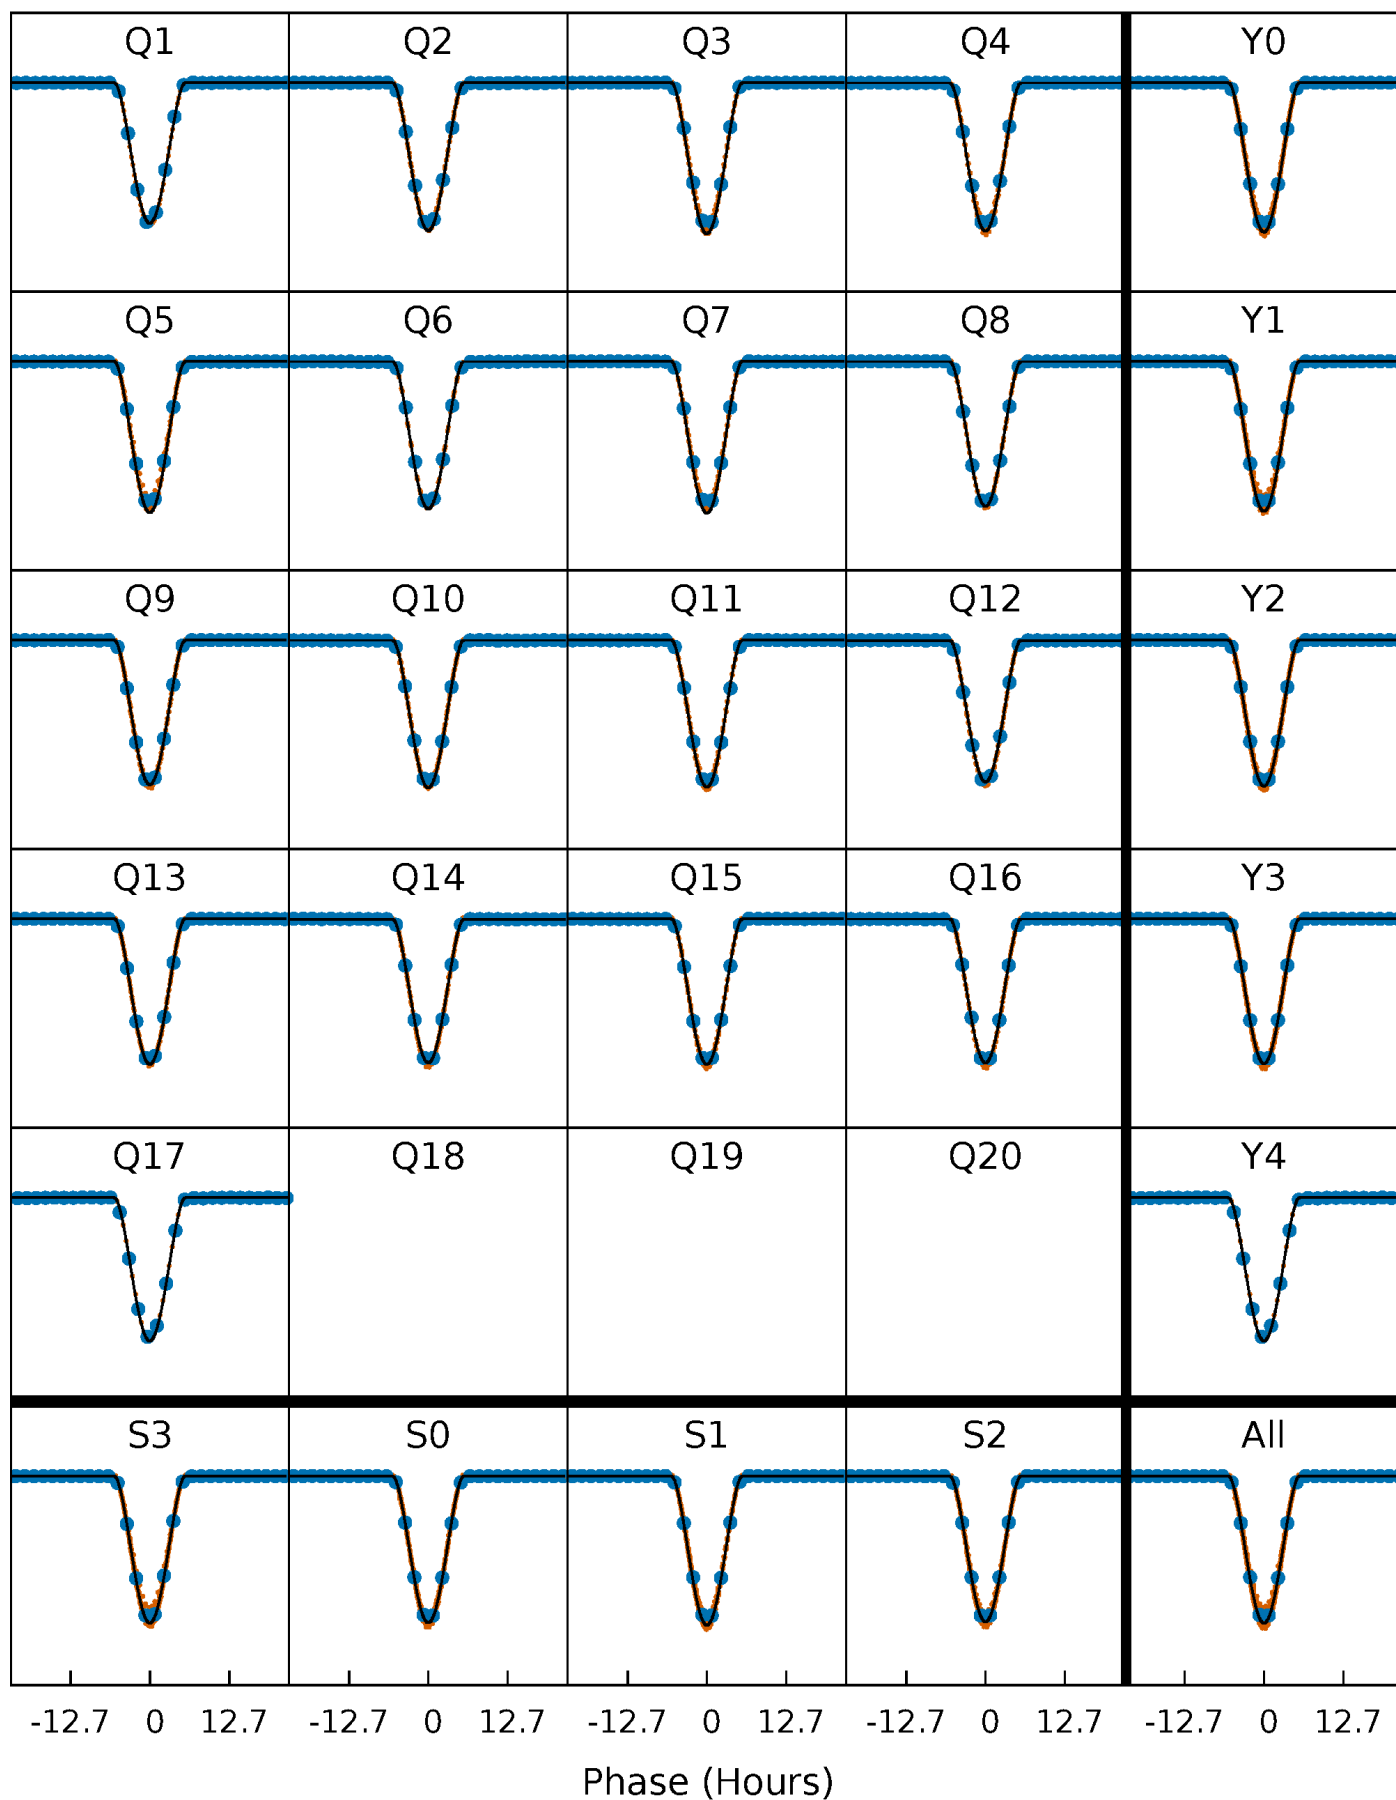 Q1 Q2 Q3 Q4 Y0
Q5 Q6 Q7 Q8 Y1
Q9 Q10 Q11 Q12 Y2
Q13 Q14 Q15 Q16 Y3
Q17 Q18 Q19 Q20 Y4
S3 S0 S1 S2 All
-12.7 0 12.7 -12.7 0 12.7 -12.7 0 12.7 -12.7 0 12.7 -12.7 0 12.7
Phase (Hours)